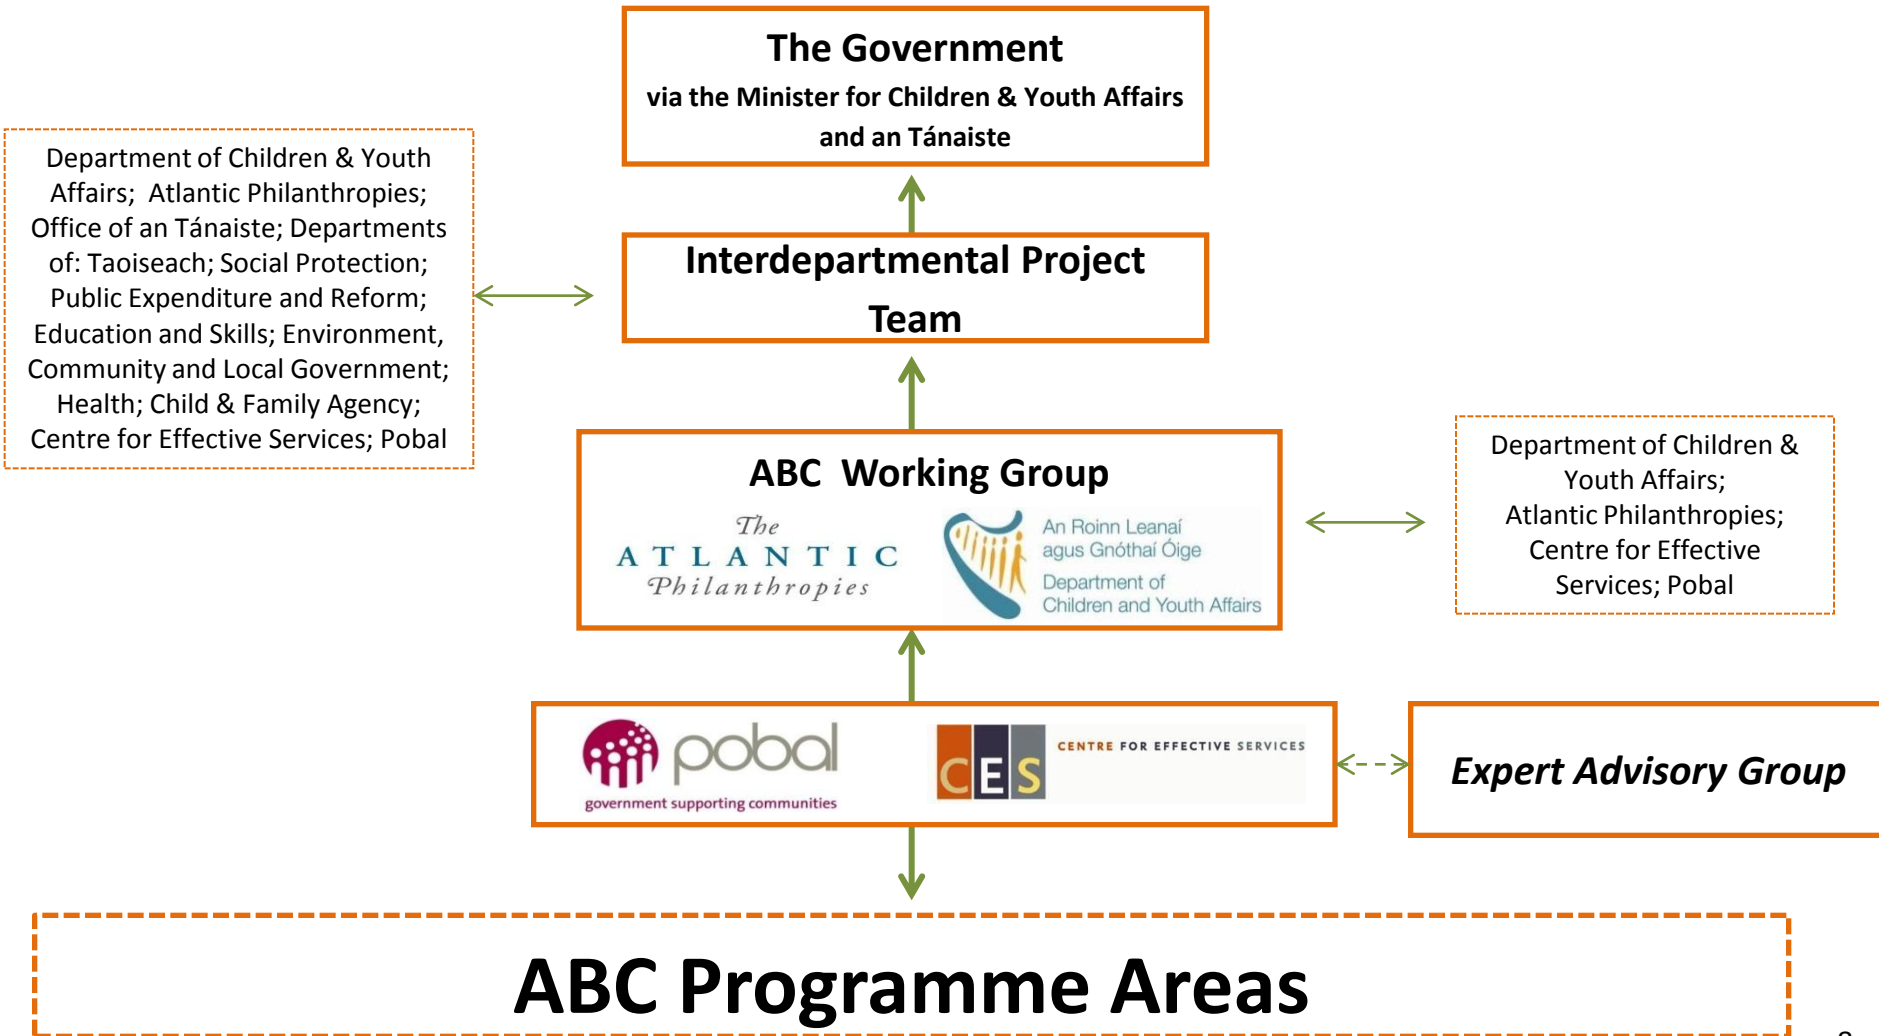 The Government
via the Minister for Children & Youth Affairs
and an Tánaiste
Department of Children & Youth
Affairs; Atlantic Philanthropies;
Office of an Tánaiste; Departments
of: Taoiseach; Social Protection;
Public Expenditure and Reform;
Education and Skills; Environment,
Community and Local Government;
Health; Child & Family Agency;
Centre for Effective Services; Pobal
Interdepartmental Project
Team
ABC Working Group
The
ATLANTIC
Philanthropies
An Roinn Leanaí
agus Gnóthaí Óige
Department of
Children and Youth Affairs
Department of Children &
Youth Affairs;
Atlantic Philanthropies;
Centre for Effective
Services; Pobal
pobal
government supporting communities
CES
CENTRE FOR EFFECTIVE SERVICES
Expert Advisory Group
ABC Programme Areas